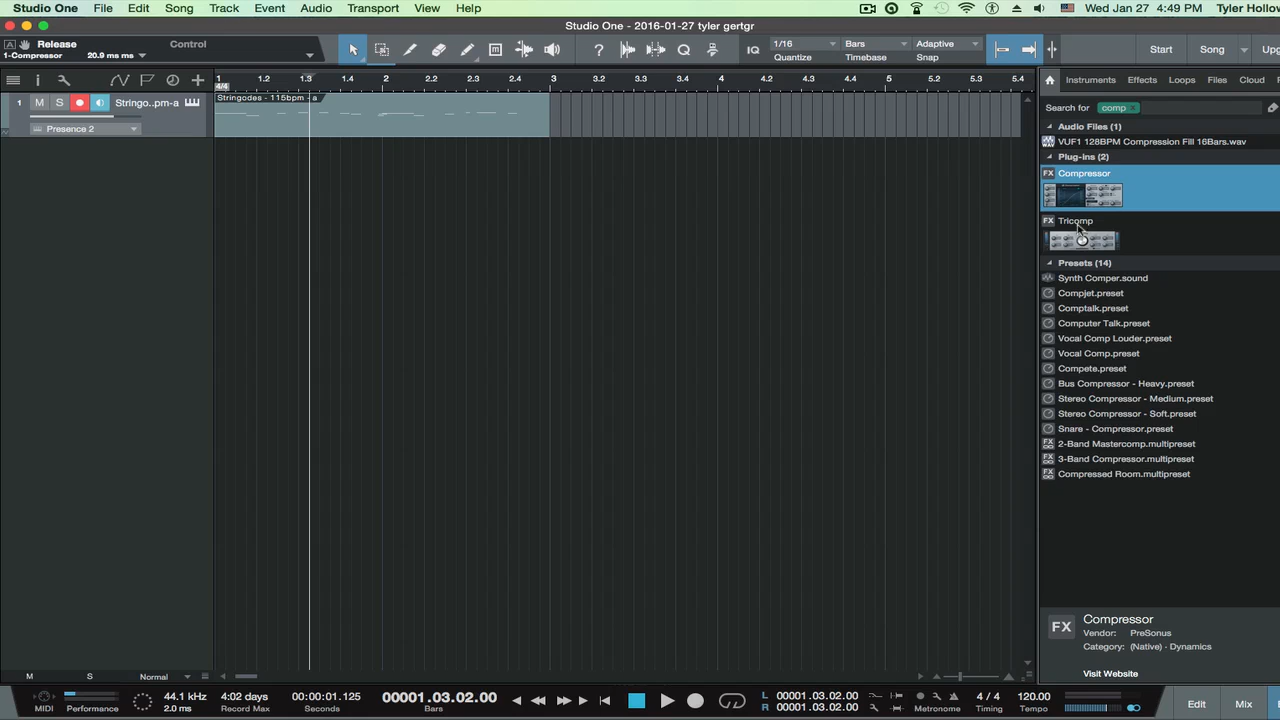 Studio One File Edit Song Track Event Audio Transport View Help Wed Jan 27 4:49 PM Tyler Hollow
Studio One - 2016-01-27 tyler gertgr
Release Control
1-Compressor 20.9 ms ms
IQ 1/16 Bars Adaptive Start Song Up
Quantize Timebase Snap
1 1.2 1.3 1.4 2 2.2 2.3 2.4 3 3.2 3.3 3.4 4 4.2 4.3 4.4 5 5.2 5.3 5.4
4/4
Instruments Effects Loops Files Cloud
1 M S Stringo..pm-a
Stringodes - 115bpm - a
Presence 2
Search for comp
Audio Files (1)
VUF1 128BPM Compression Fill 16Bars.wav
Plug-ins (2)
FX Compressor
FX Tricomp
Presets (14)
Synth Comper.sound
Compjet.preset
Comptalk.preset
Computer Talk.preset
Vocal Comp Louder.preset
Vocal Comp.preset
Compete.preset
Bus Compressor - Heavy.preset
Stereo Compressor - Medium.preset
Stereo Compressor - Soft.preset
Snare - Compressor.preset
FX 2-Band Mastercomp.multipreset
FX 3-Band Compressor.multipreset
FX Compressed Room.multipreset
FX Compressor
Vendor: PreSonus
Category: (Native) - Dynamics
Visit Website
M S Normal
44.1 kHz 4:02 days 00:00:01.125 00001.03.02.00 L 00001.03.02.00 4 / 4 120.00
MIDI Performance 2.0 ms Record Max Seconds Bars R 00001.03.02.00 Metronome Timing Tempo
Edit Mix